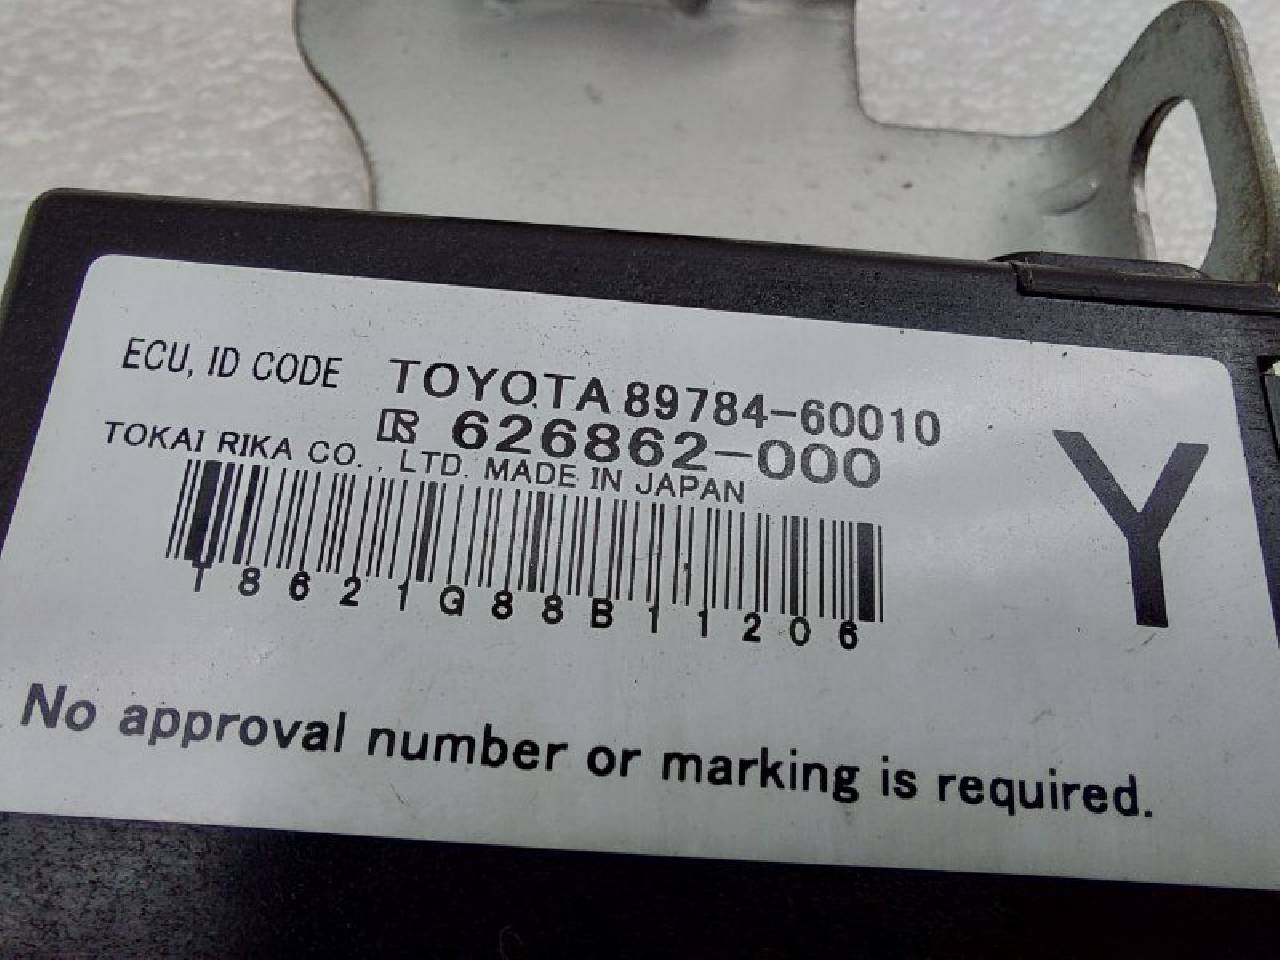 ECU, ID CODE TOYOTA 89784-60010
626862-000
TOKAI RIKA CO., LTD. MADE IN JAPAN
Y
18621G88B11206
No approval number or marking is required.